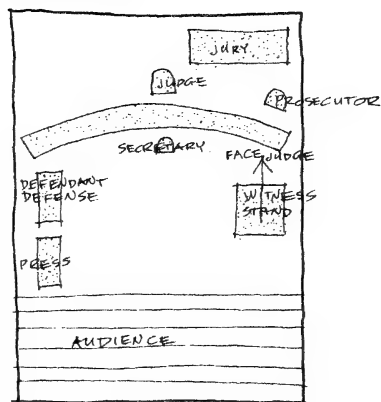 JURY
JUDGE
PROSECUTOR
SECRETARY
FACE JUDGE
DEFENDANT
DEFENSE
WITNESS
STAND
PRESS
AUDIENCE